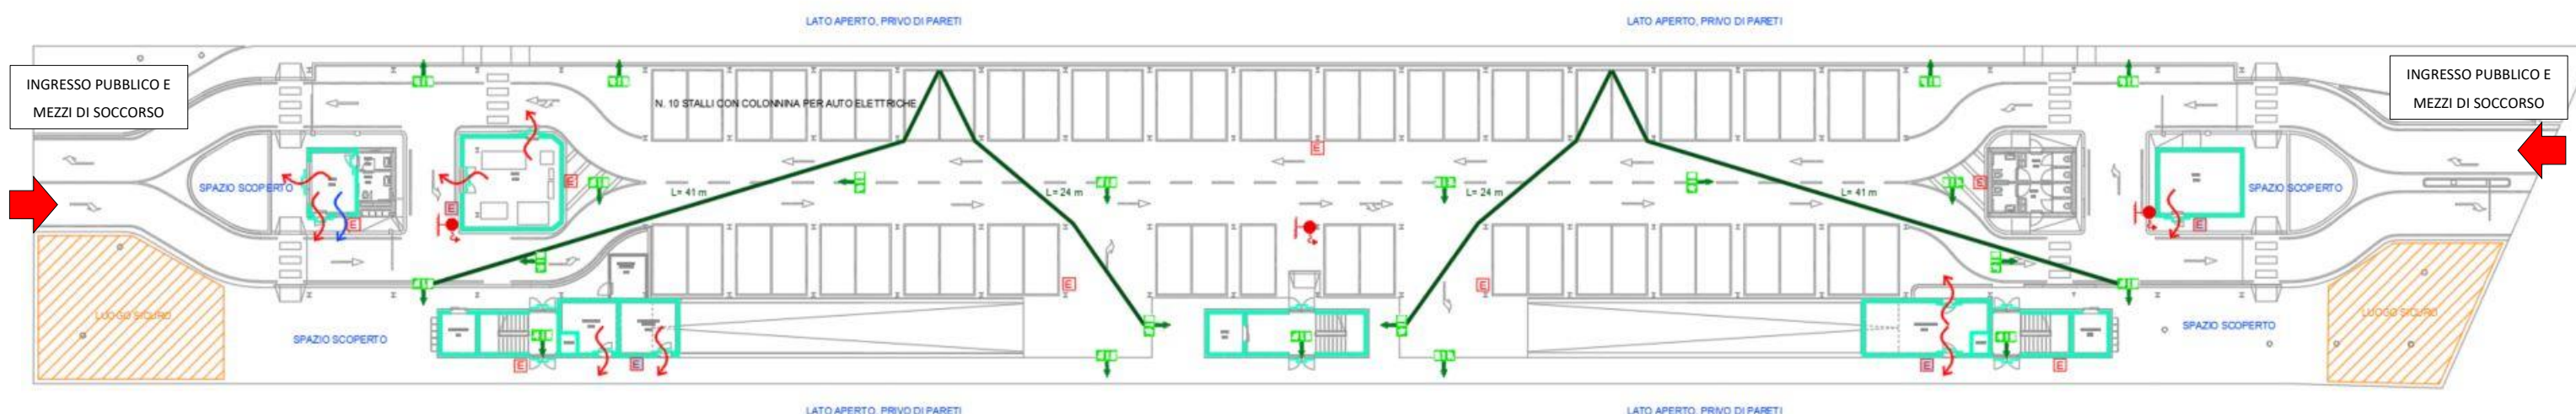 LATO APERTO, PRIVO DI PARETI
LATO APERTO, PRIVO DI PARETI
INGRESSO PUBBLICO E
MEZZI DI SOCCORSO
INGRESSO PUBBLICO E
MEZZI DI SOCCORSO
N. 10 STALLI CON COLONNINA PER AUTO ELETTRICHE
E
SPAZIO SCOPERTO
E
L= 41 m
L= 24 m
L= 24 m
L= 41 m
E
SPAZIO SCOPERTO
E
E
E
E
E
LUOGO SICURO
SPAZIO SCOPERTO
SPAZIO SCOPERTO
LUOGO SICURO
E
E
E
E
LATO APERTO, PRIVO DI PARETI
LATO APERTO, PRIVO DI PARETI